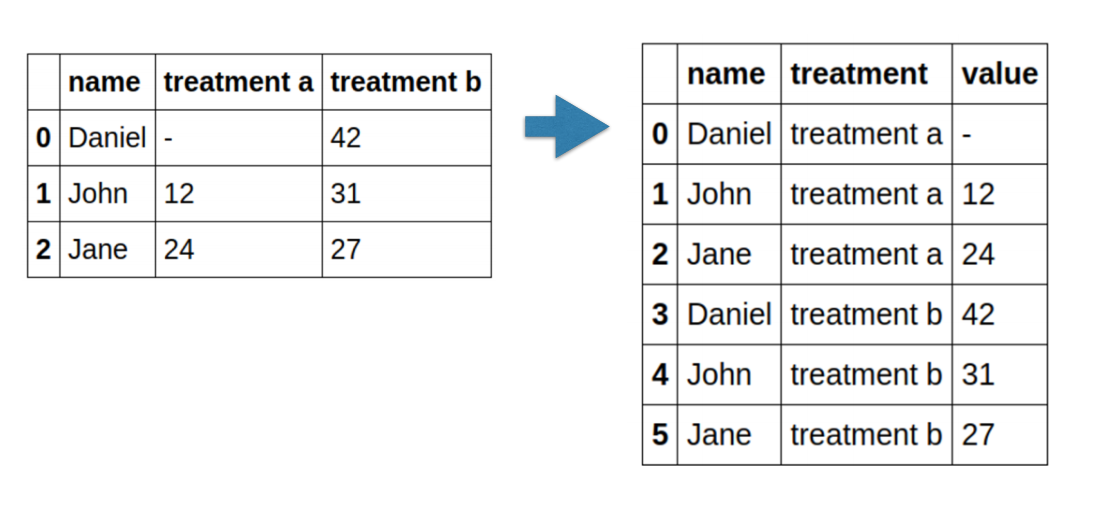 name treatment a treatment b
0 Daniel - 42
1 John 12 31
2 Jane 24 27
name treatment value
0 Daniel treatment a -
1 John treatment a 12
2 Jane treatment a 24
3 Daniel treatment b 42
4 John treatment b 31
5 Jane treatment b 27